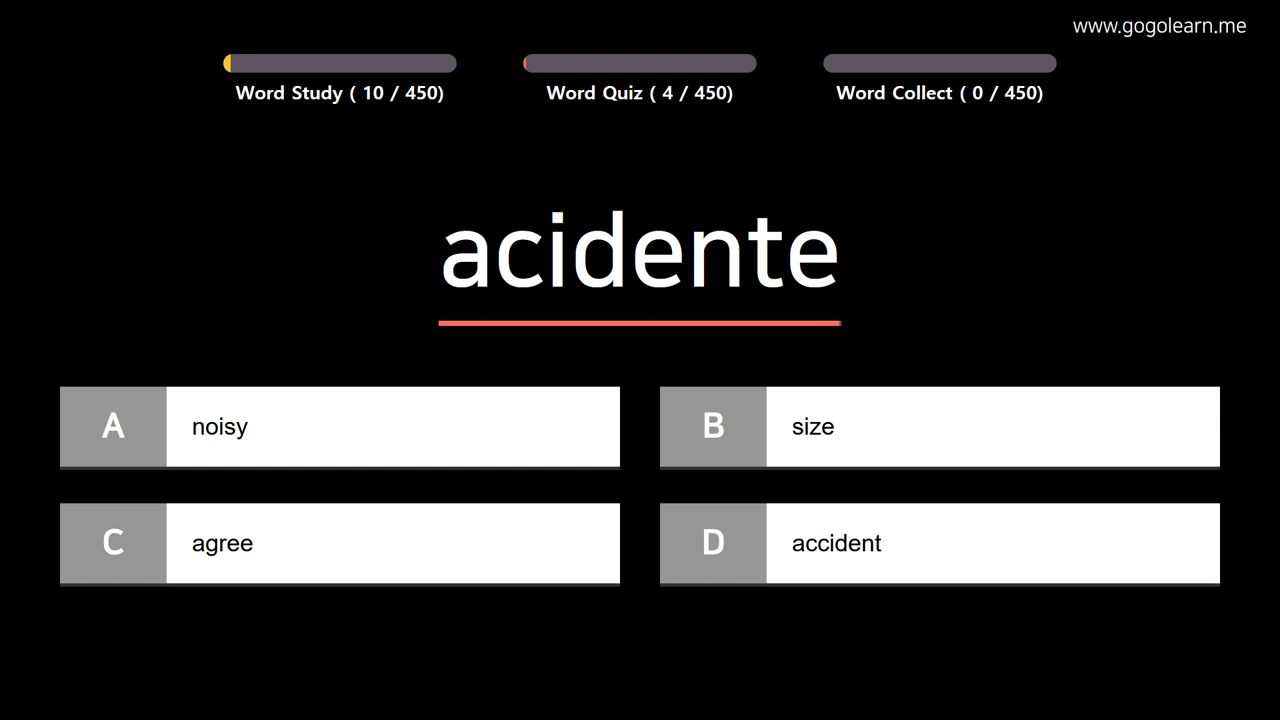 www.gogolearn.me
Word Study ( 10 / 450)
Word Quiz ( 4 / 450)
Word Collect ( 0 / 450)
acidente
A noisy
B size
C agree
D accident